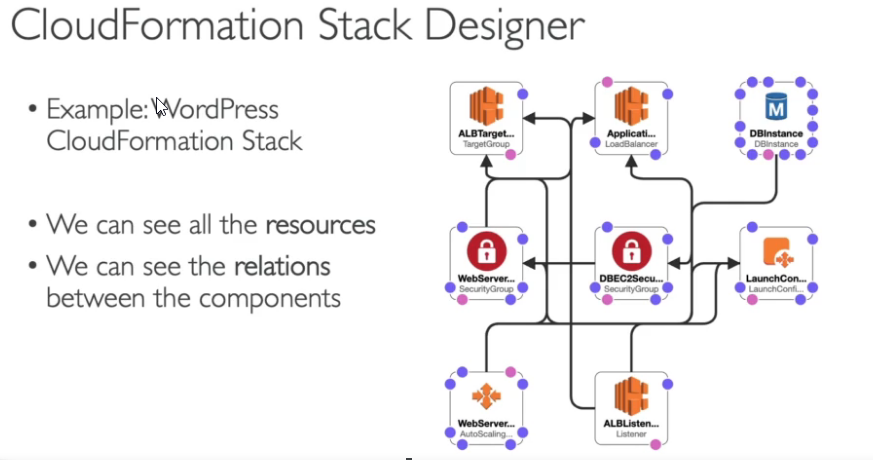 CloudFormation Stack Designer
• Example: WordPress
CloudFormation Stack
• We can see all the resources
• We can see the relations
between the components
ALBTarget...
TargetGroup
Applicati...
LoadBalancer
M
DBInstance
DBInstance
WebServer...
SecurityGroup
DBEC2Secu...
SecurityGroup
LaunchCon...
LaunchConfi...
WebServer...
AutoScaling...
ALBListen...
Listener